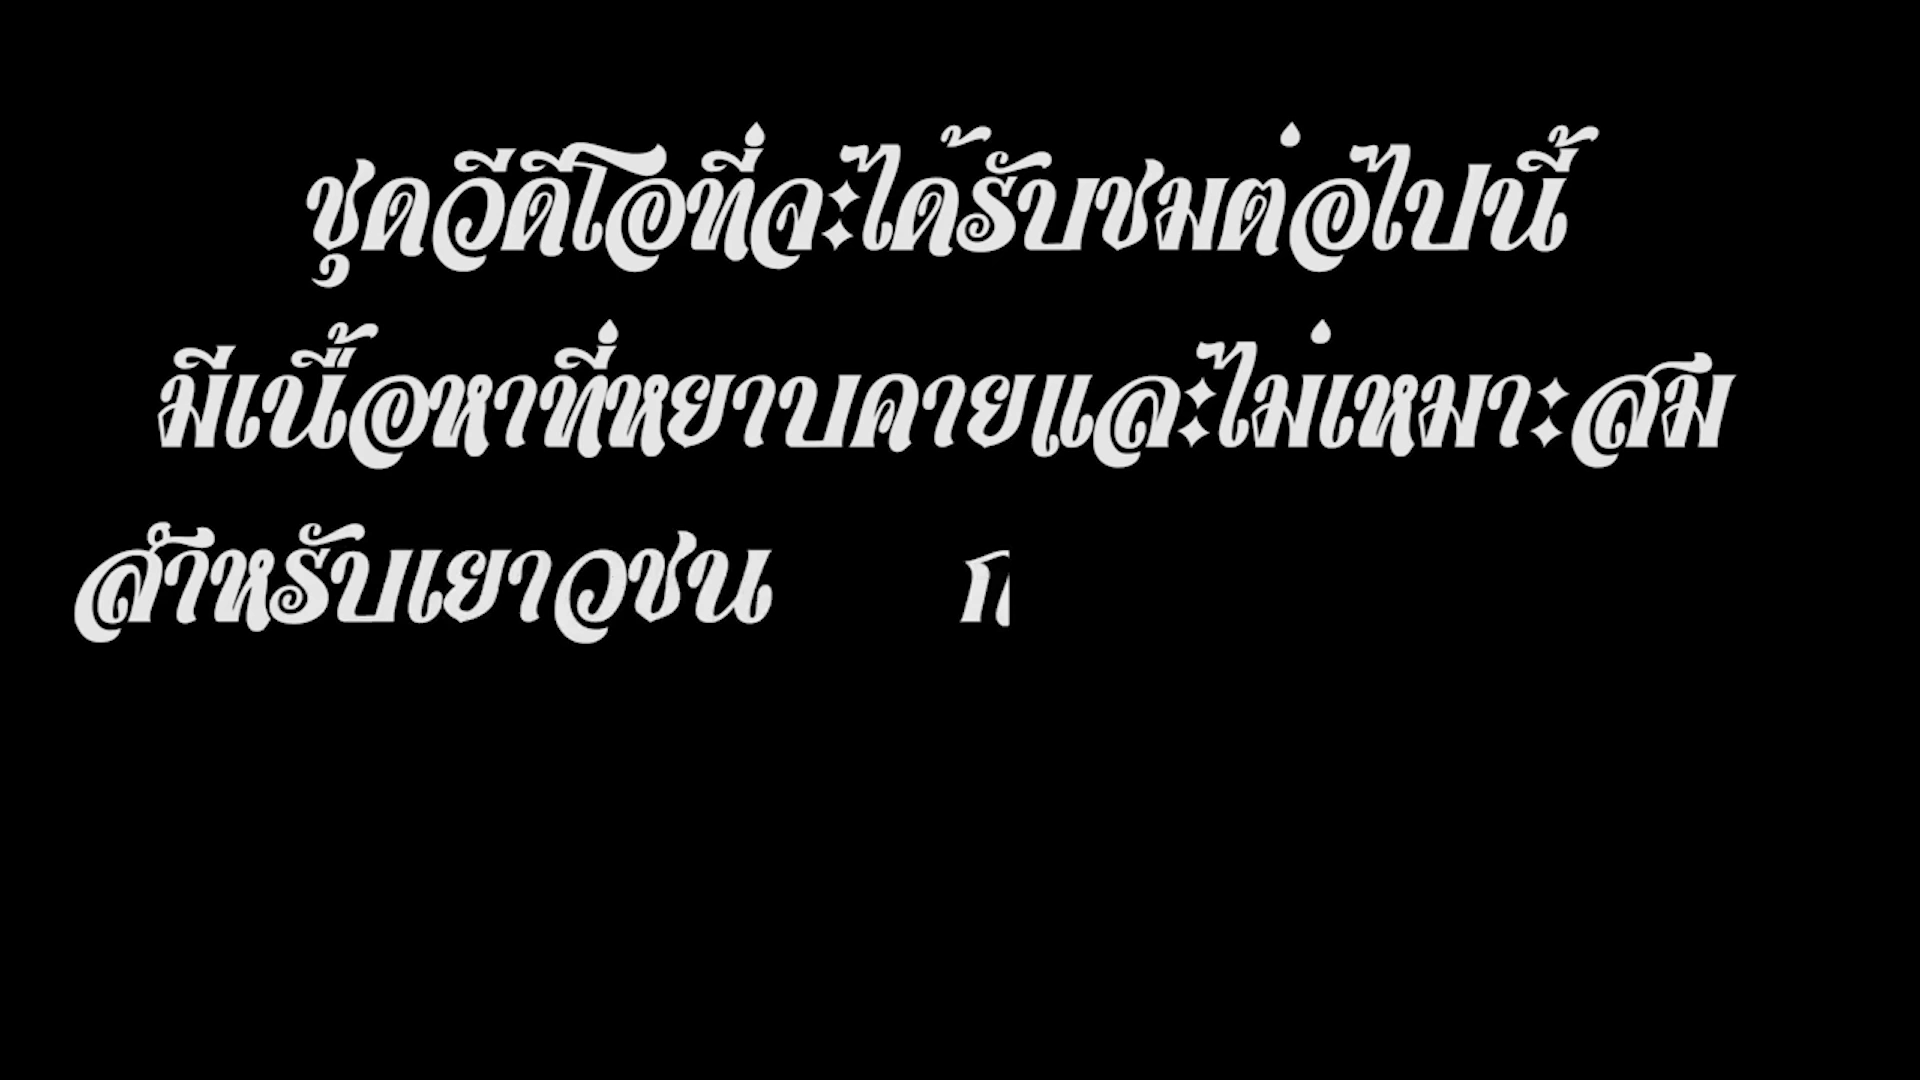 ชุดวีดีโอที่จะได้รับชมต่อไปนี้
มีเนื้อหาที่หยาบคายและไม่เหมาะสม
สำหรับเยาวชน